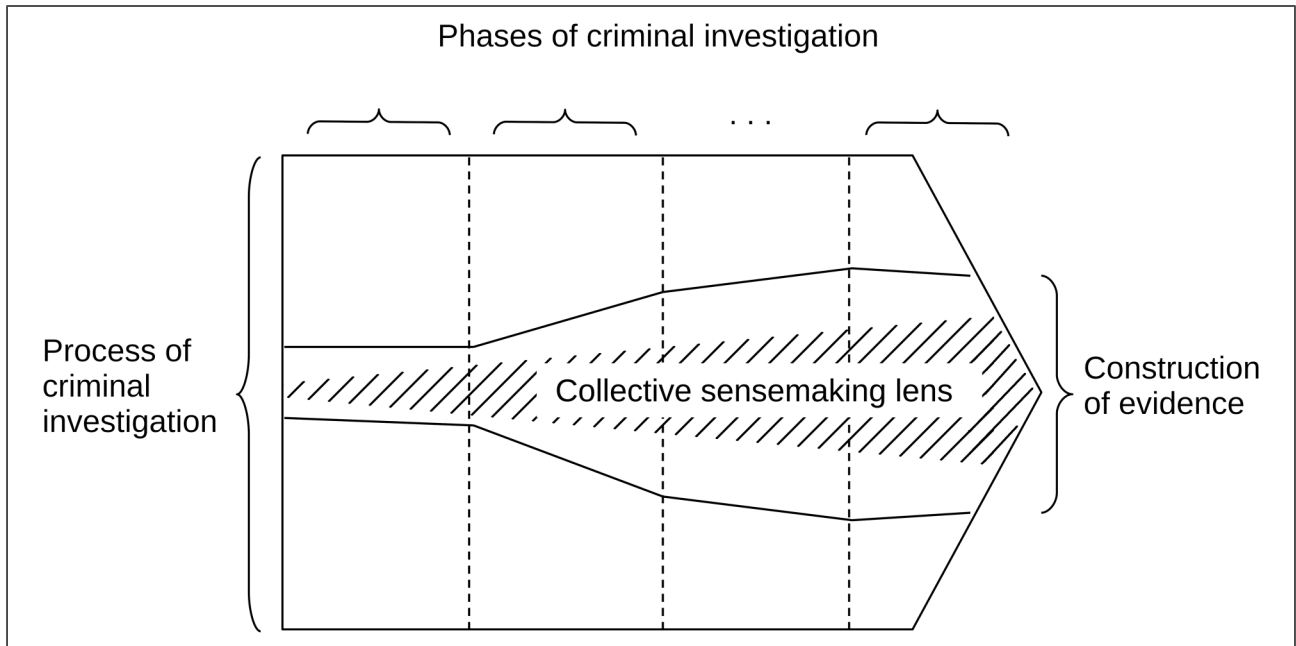 Phases of criminal investigation
. . .
Process of
criminal
investigation
Collective sensemaking lens
Construction
of evidence